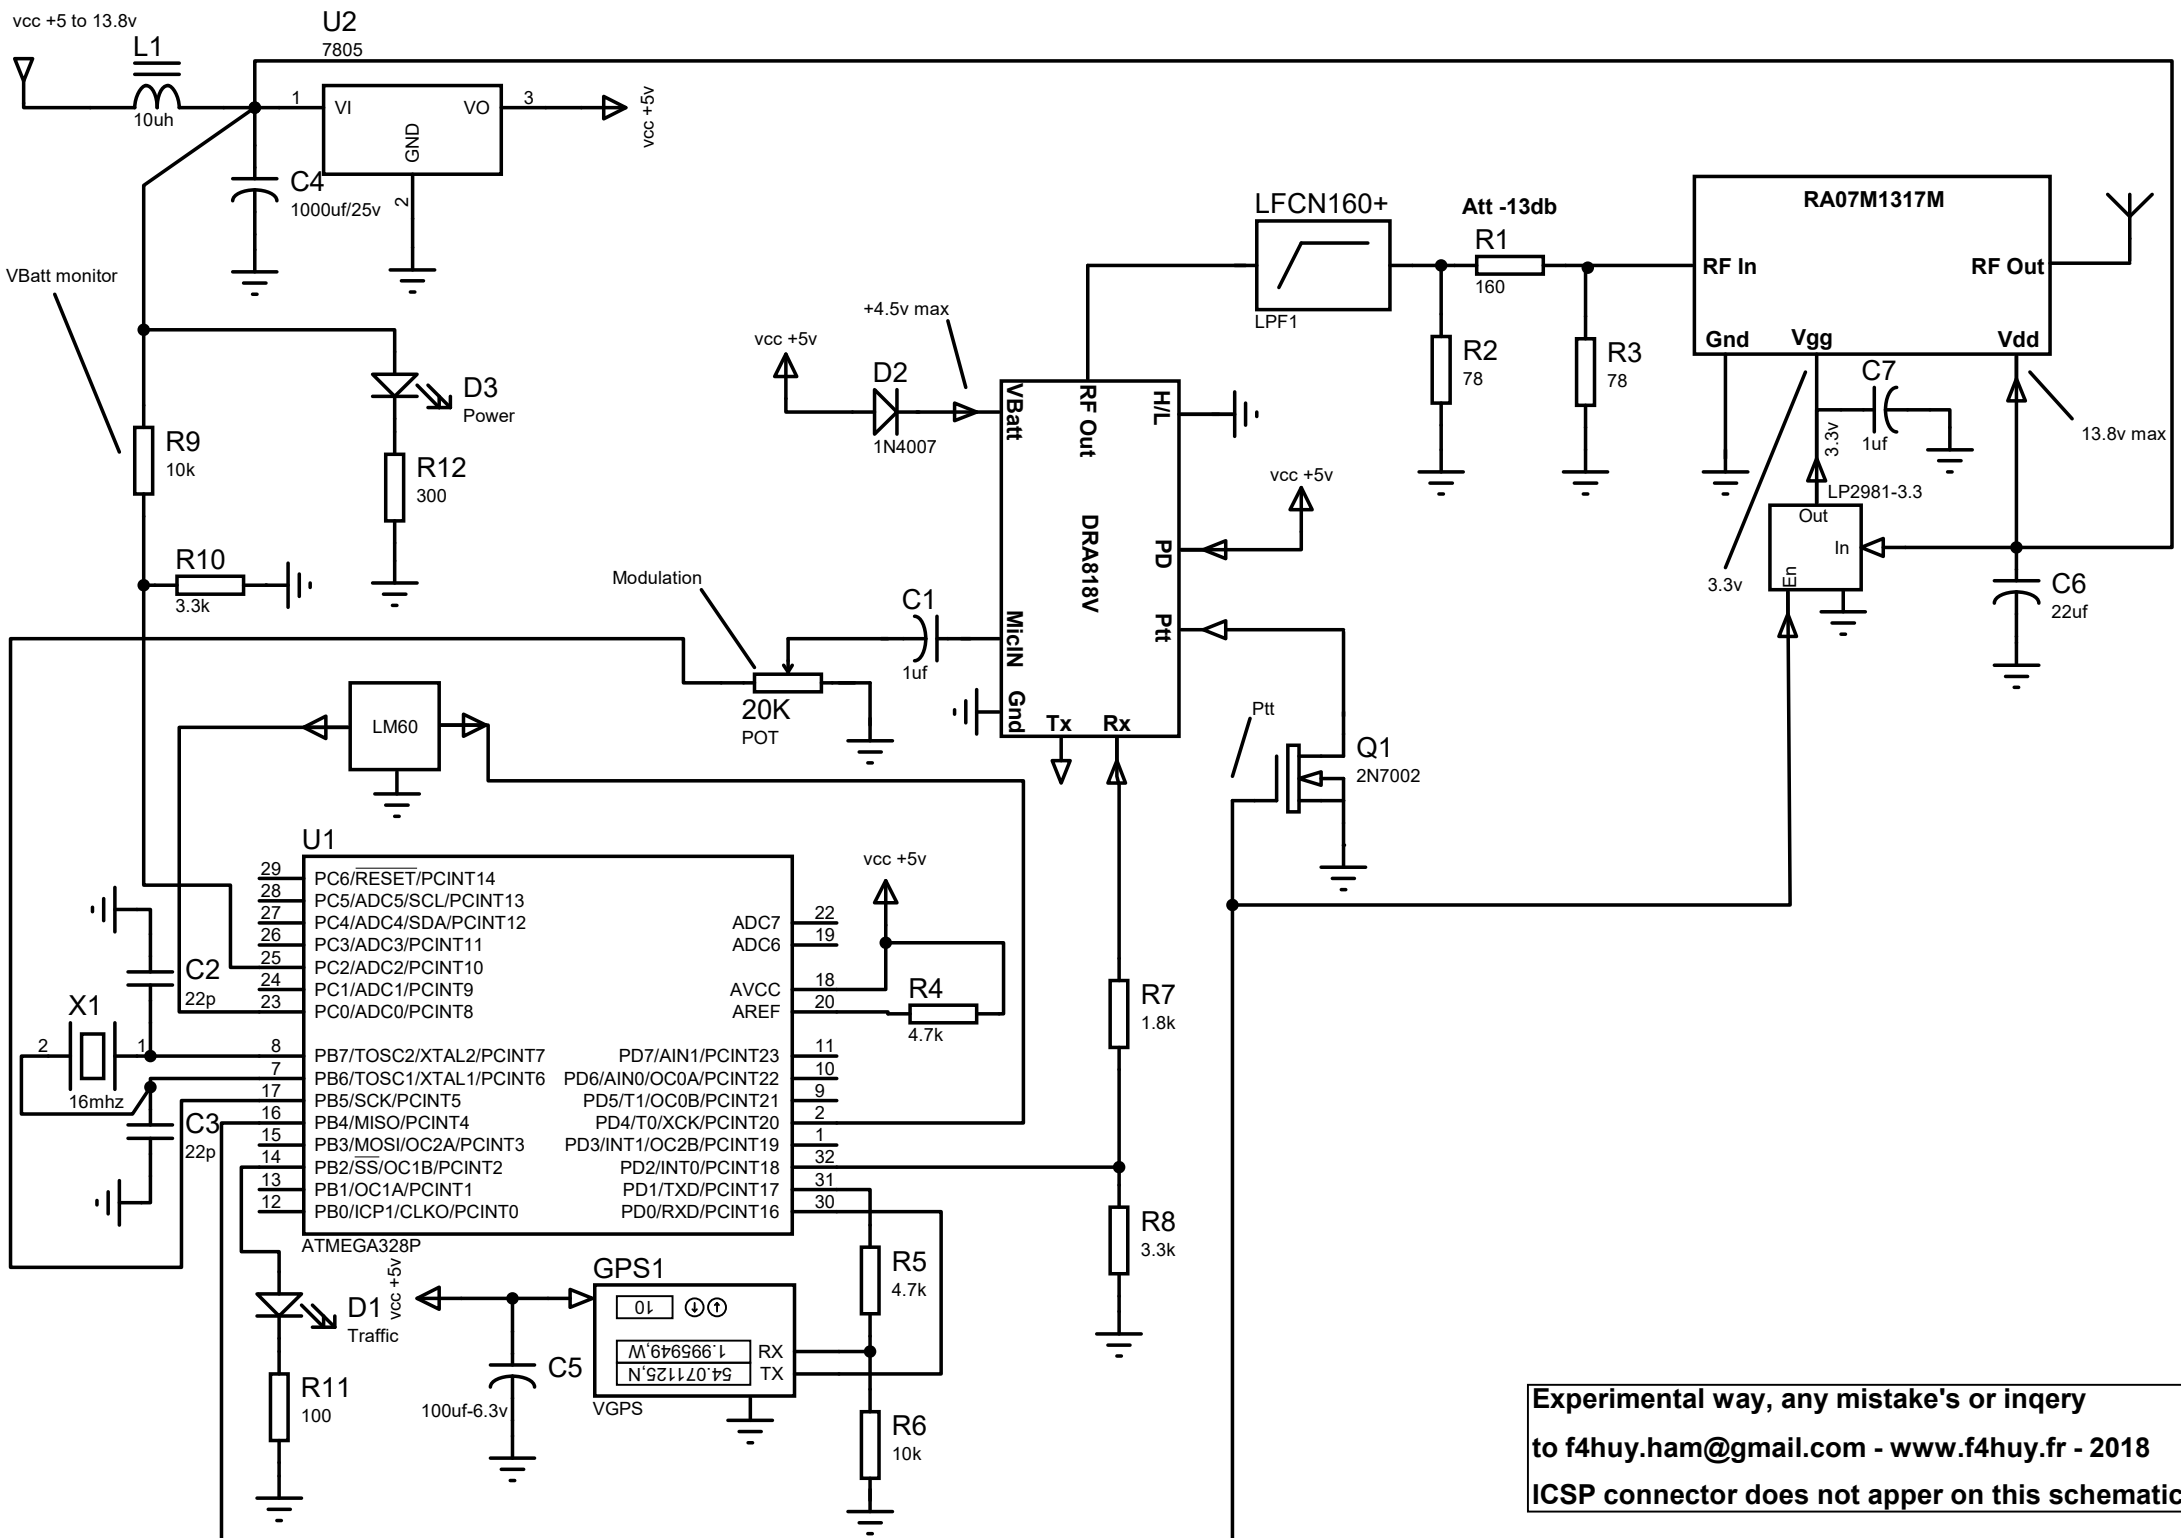 vcc +5 to 13.8v
L1
10uh
U2
7805
1
VI
VO
3
GND
2
vcc +5v
C4
1000uf/25v
VBatt monitor
D3
Power
R9
10k
R12
300
R10
3.3k
LFCN160+
LPF1
Att -13db
R1
160
R2
78
R3
78
RA07M1317M
RF In
RF Out
Gnd
Vgg
Vdd
C7
1uf
3.3v
13.8v max
LP2981-3.3
Out
In
En
3.3v
C6
22uf
+4.5v max
vcc +5v
D2
1N4007
VBatt
RF Out
H/L
DRA818V
PD
vcc +5v
MicIN
Ptt
Gnd
Tx
Rx
Modulation
C1
1uf
20K
POT
LM60
Ptt
Q1
2N7002
U1
29 PC6/RESET/PCINT14
28 PC5/ADC5/SCL/PCINT13
27 PC4/ADC4/SDA/PCINT12
26 PC3/ADC3/PCINT11
25 PC2/ADC2/PCINT10
24 PC1/ADC1/PCINT9
23 PC0/ADC0/PCINT8
8 PB7/TOSC2/XTAL2/PCINT7
7 PB6/TOSC1/XTAL1/PCINT6
17 PB5/SCK/PCINT5
16 PB4/MISO/PCINT4
15 PB3/MOSI/OC2A/PCINT3
14 PB2/SS/OC1B/PCINT2
13 PB1/OC1A/PCINT1
12 PB0/ICP1/CLKO/PCINT0
ADC7 22
ADC6 19
AVCC 18
AREF 20
PD7/AIN1/PCINT23 11
PD6/AIN0/OC0A/PCINT22 10
PD5/T1/OC0B/PCINT21 9
PD4/T0/XCK/PCINT20 2
PD3/INT1/OC2B/PCINT19 1
PD2/INT0/PCINT18 32
PD1/TXD/PCINT17 31
PD0/RXD/PCINT16 30
ATMEGA328P
vcc +5v
R4
4.7k
C2
22p
X1
2
1
16mhz
C3
22p
R7
1.8k
R8
3.3k
D1
Traffic
R11
100
vcc +5v
C5
100uf-6.3v
GPS1
10
1.995949,W
54.071125,N
RX
TX
VGPS
R5
4.7k
R6
10k
Experimental way, any mistake's or inqery
to f4huy.ham@gmail.com - www.f4huy.fr - 2018
ICSP connector does not apper on this schematic